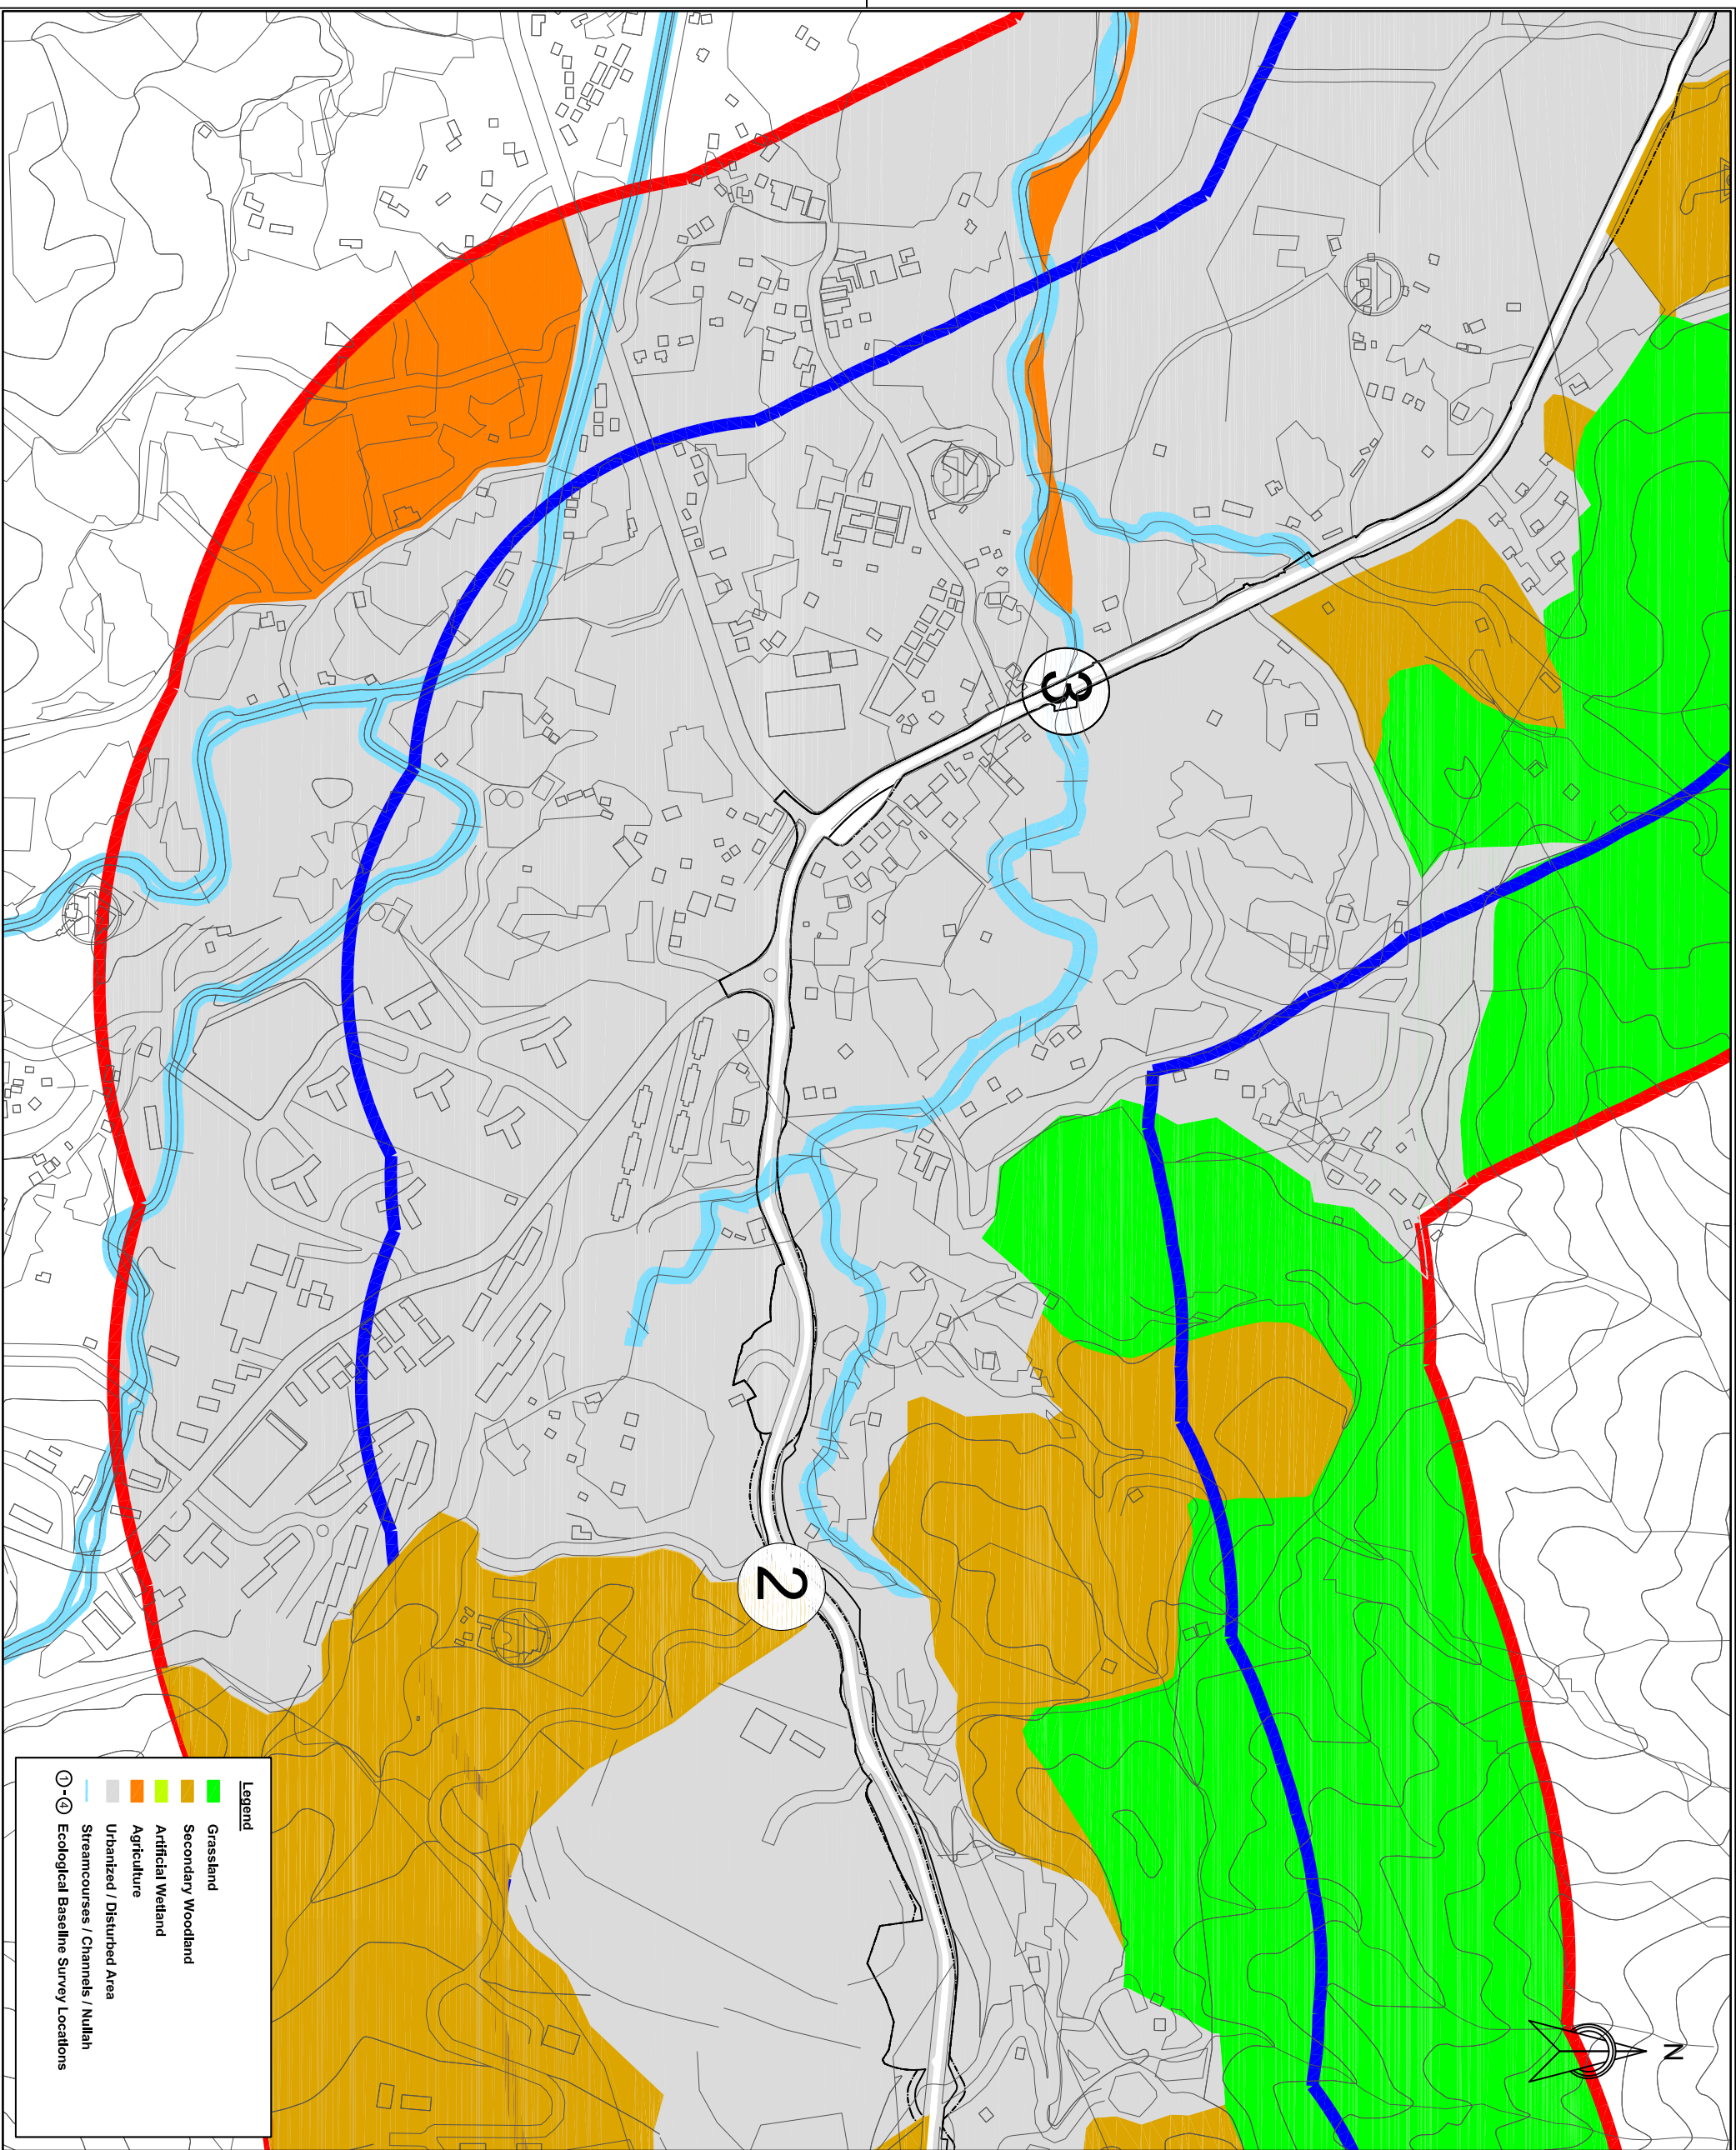 3
2
N
Legend
Grassland
Secondary Woodland
Artificial Wetland
Agriculture
Urbanized / Disturbed Area
Streamcourses / Channels / Nullah
①-④ Ecological Baseline Survey Locations